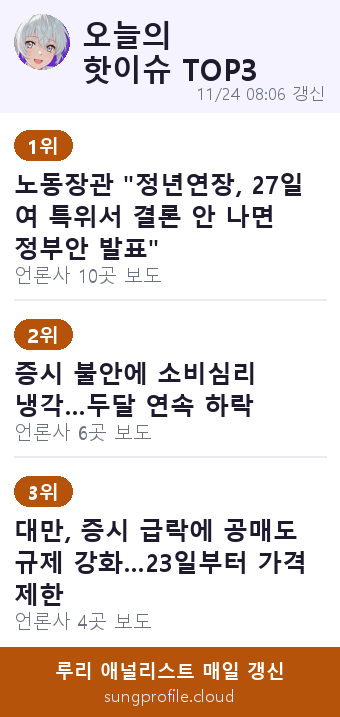 오늘의
핫이슈 TOP3
11/24 08:06 갱신
1위
노동장관 "정년연장, 27일
여 특위서 결론 안 나면
정부안 발표"
언론사 10곳 보도
2위
증시 불안에 소비심리
냉각…두달 연속 하락
언론사 6곳 보도
3위
대만, 증시 급락에 공매도
규제 강화…23일부터 가격
제한
언론사 4곳 보도
루리 애널리스트 매일 갱신
sungprofile.cloud